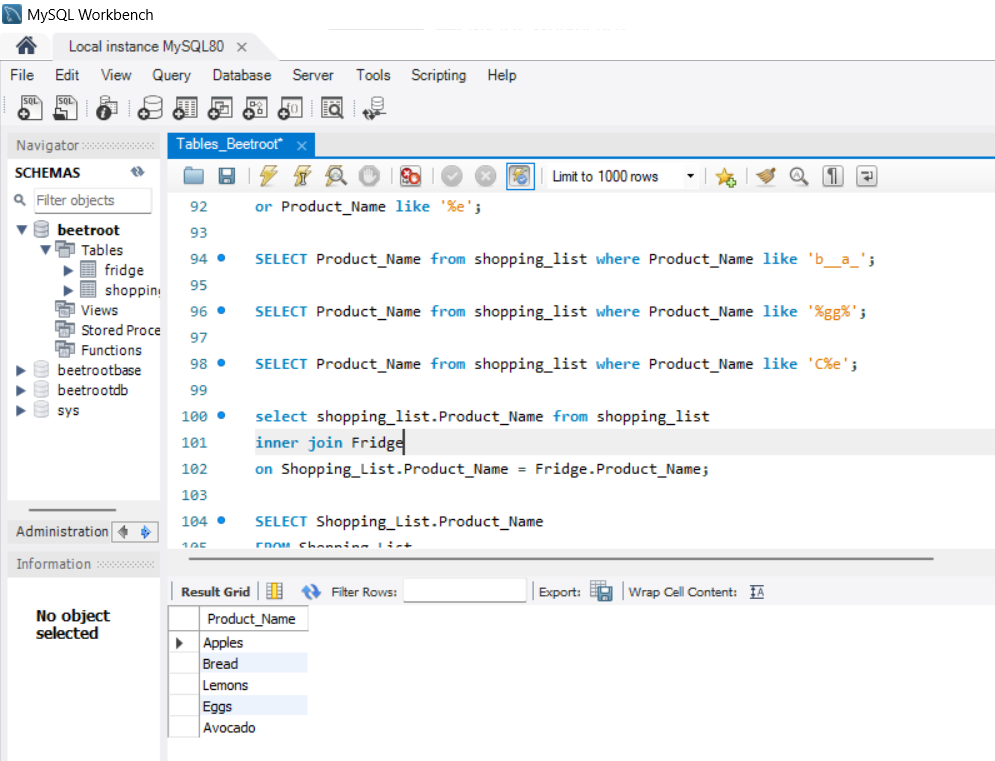 MySQL Workbench
Local instance MySQL80
File Edit View Query Database Server Tools Scripting Help
Navigator
SCHEMAS
Filter objects
beetroot
Tables
fridge
shopping
Views
Stored Proce
Functions
beetrootbase
beetrootdb
sys
Administration
Information
No object
selected
Tables_Beetroot*
Limit to 1000 rows
92 or Product_Name like '%e';
93
94 SELECT Product_Name from shopping_list where Product_Name like 'b__a_';
95
96 SELECT Product_Name from shopping_list where Product_Name like '%gg%';
97
98 SELECT Product_Name from shopping_list where Product_Name like 'C%e';
99
100 select shopping_list.Product_Name from shopping_list
101 inner join Fridge
102 on Shopping_List.Product_Name = Fridge.Product_Name;
103
104 SELECT Shopping_List.Product_Name
105 FROM Shopping_List
Result Grid Filter Rows: Export: Wrap Cell Content:
Product_Name
Apples
Bread
Lemons
Eggs
Avocado